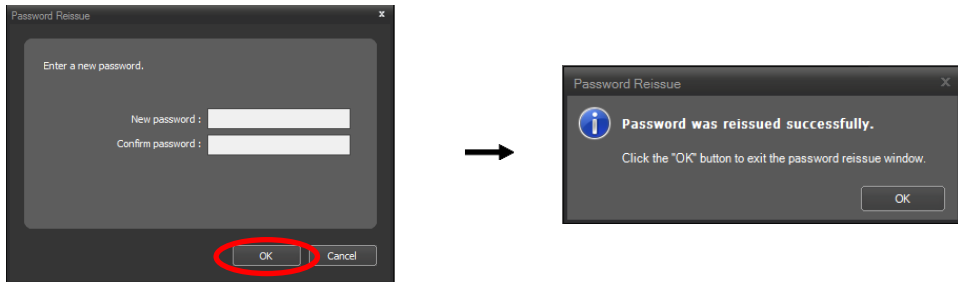 Password Reissue x
Enter a new password.
New password :
Confirm password :
OK Cancel
Password Reissue x
Password was reissued successfully.
Click the "OK" button to exit the password reissue window.
OK